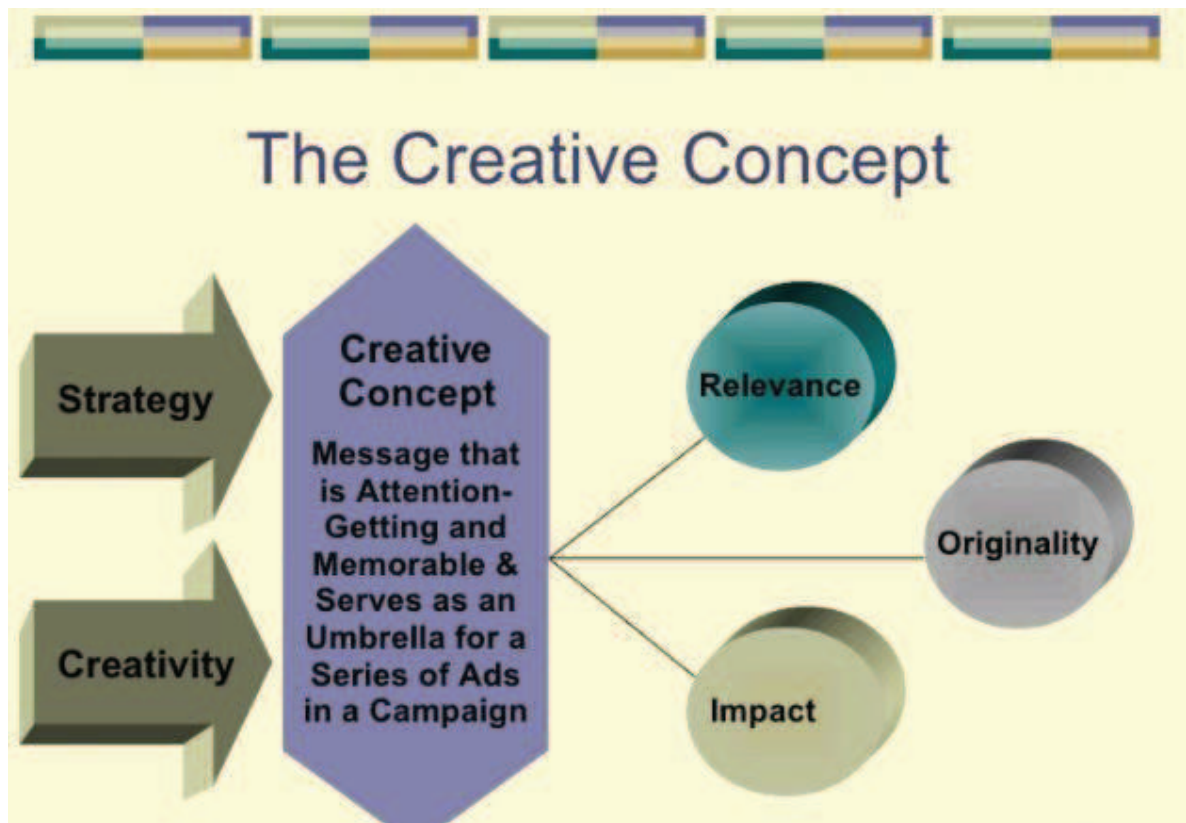 The Creative Concept
Strategy
Creativity
Creative
Concept
Message that
is Attention-
Getting and
Memorable &
Serves as an
Umbrella for a
Series of Ads
in a Campaign
Relevance
Originality
Impact